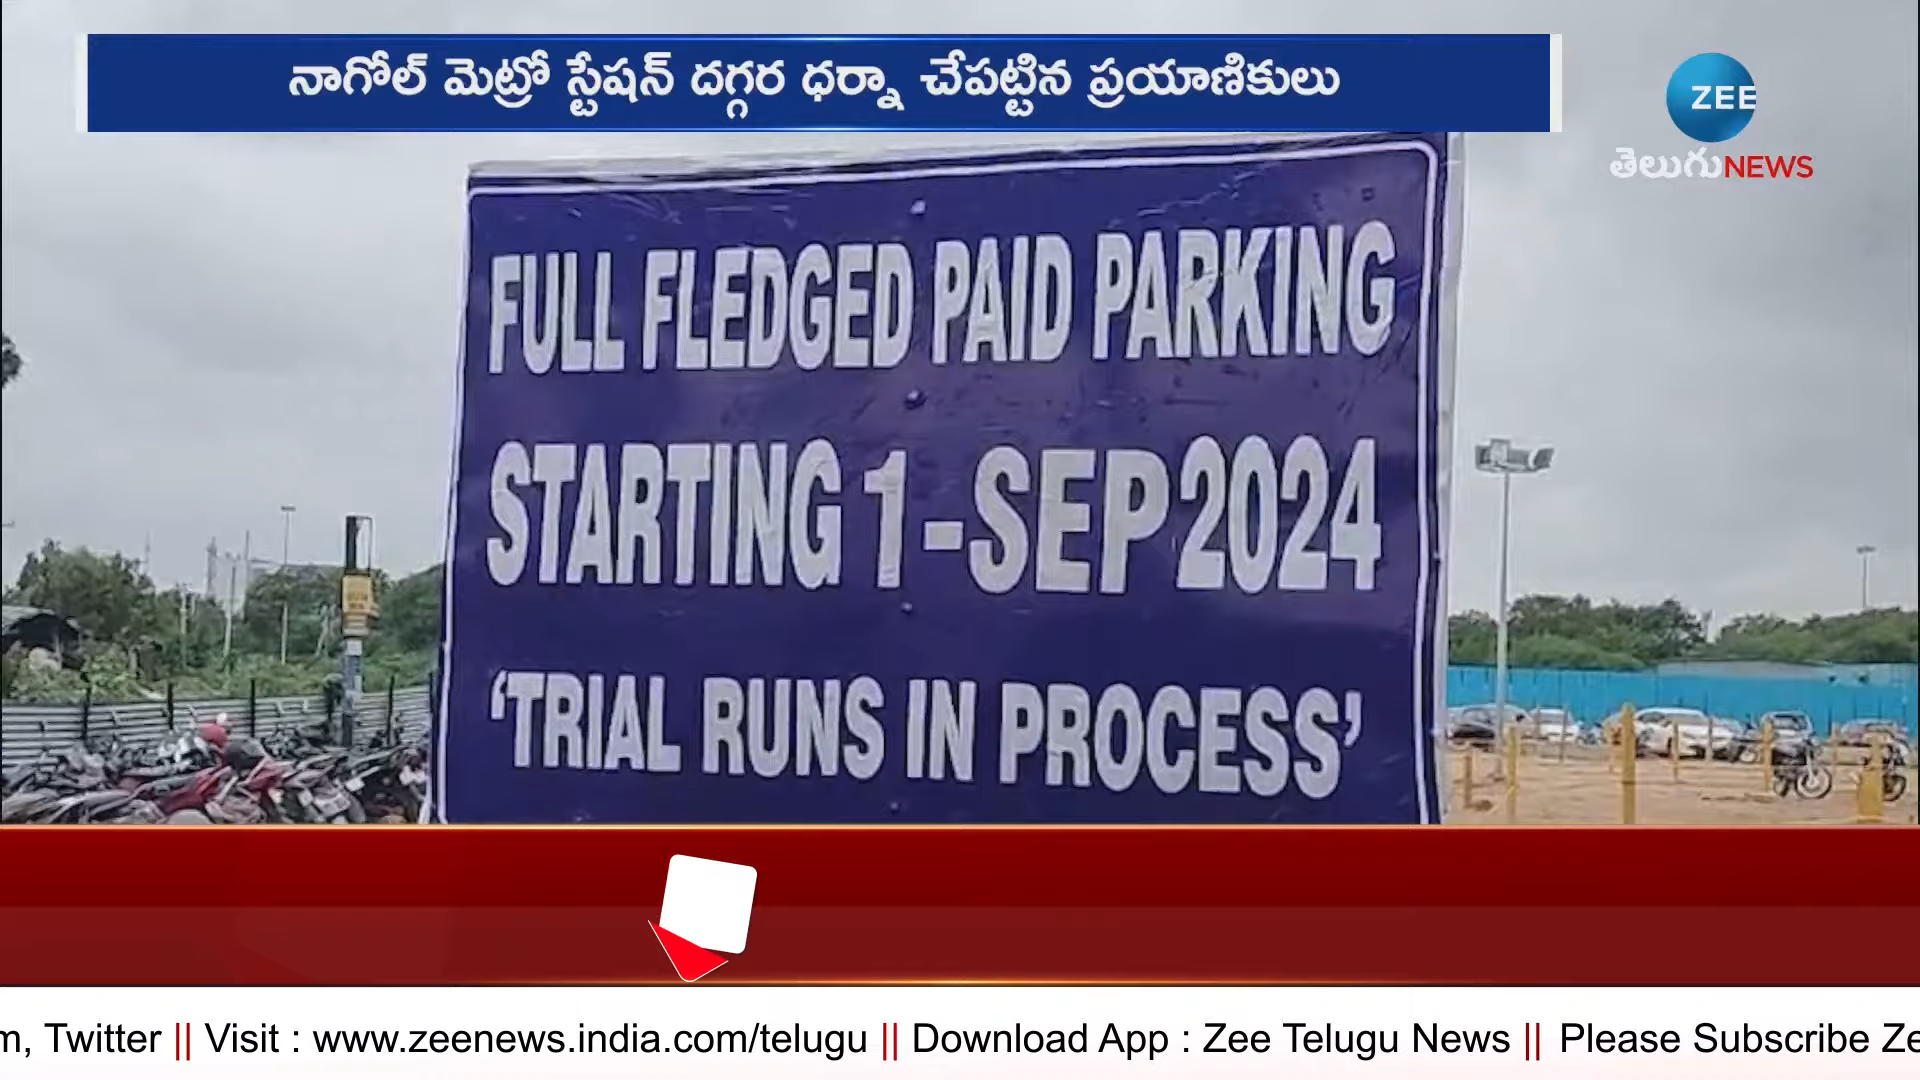 నాగోల్ మెట్రో స్టేషన్ దగ్గర ధర్నా చేపట్టిన ప్రయాణికులు
ZEE
తెలుగు NEWS
FULL FLEDGED PAID PARKING
STARTING 1-SEP 2024
'TRIAL RUNS IN PROCESS'
m, Twitter || Visit : www.zeenews.india.com/telugu || Download App : Zee Telugu News || Please Subscribe Ze